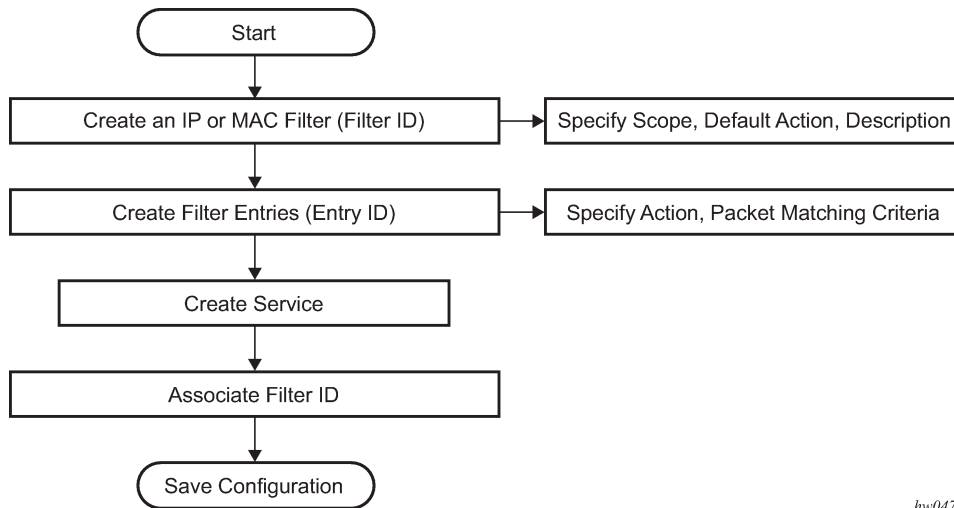 Start
Create an IP or MAC Filter (Filter ID)
Specify Scope, Default Action, Description
Create Filter Entries (Entry ID)
Specify Action, Packet Matching Criteria
Create Service
Associate Filter ID
Save Configuration
hw047